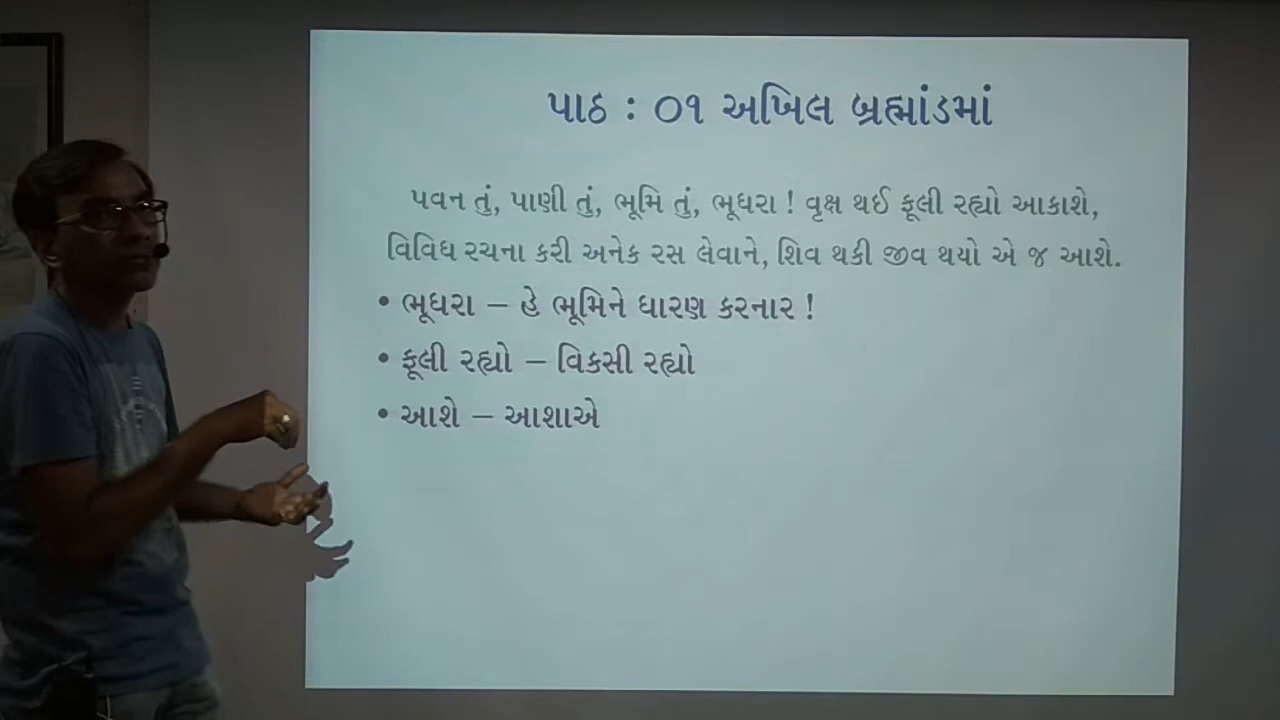 પાઠ : ૦૧ અખિલ બ્રહ્માંડમાં
પવન તું, પાણી તું, ભૂમિ તું, ભૂધરા ! વૃક્ષ થઈ ફૂલી રહ્યો આકાશે,
વિવિધ રચના કરી અનેક રસ લેવાને, શિવ થકી જીવ થયો એ જ આશે.
• ભૂધરા – હે ભૂમિને ધારણ કરનાર !
• ફૂલી રહ્યો – વિકસી રહ્યો
• આશે – આશાએ